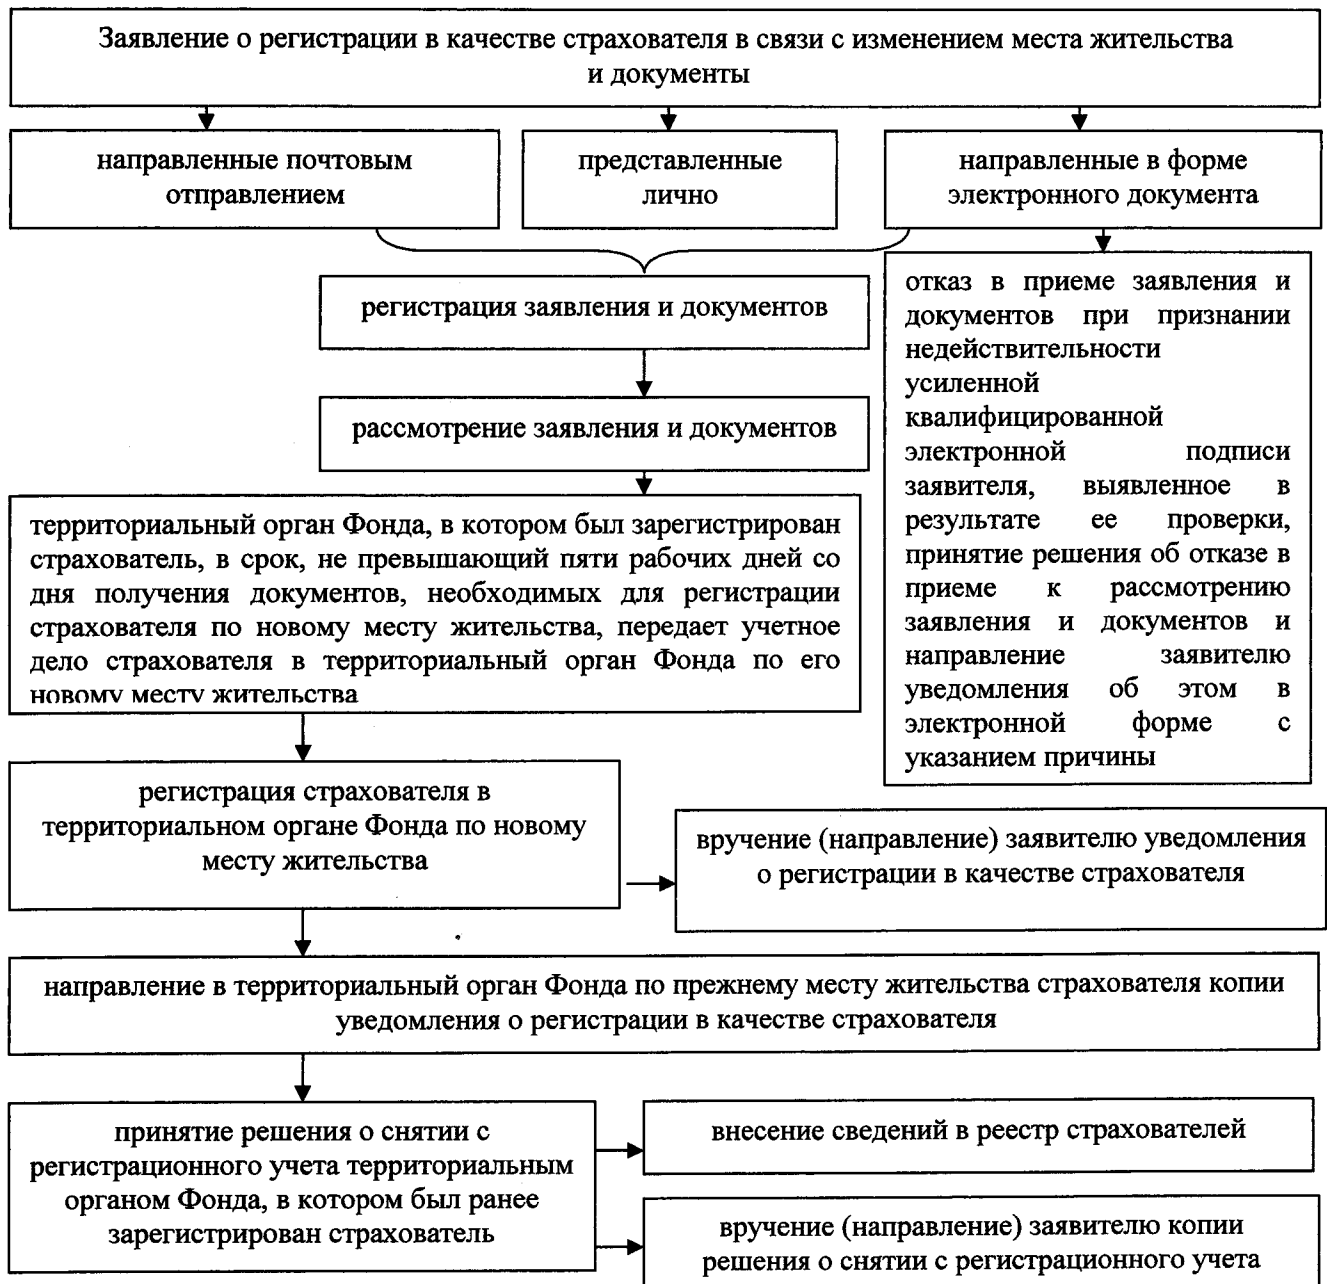 Заявление о регистрации в качестве страхователя в связи с изменением места жительства
и документы
направленные почтовым
отправлением
представленные
лично
направленные в форме
электронного документа
регистрация заявления и документов
рассмотрение заявления и документов
отказ в приеме заявления и
документов при признании
недействительности
усиленной
квалифицированной
электронной подписи
заявителя, выявленное в
результате ее проверки,
принятие решения об отказе в
приеме к рассмотрению
заявления и документов и
направление заявителю
уведомления об этом в
электронной форме с
указанием причины
территориальный орган Фонда, в котором был зарегистрирован
страхователь, в срок, не превышающий пяти рабочих дней со
дня получения документов, необходимых для регистрации
страхователя по новому месту жительства, передает учетное
дело страхователя в территориальный орган Фонда по его
новому месту жительства
регистрация страхователя в
территориальном органе Фонда по новому
месту жительства
вручение (направление) заявителю уведомления
о регистрации в качестве страхователя
направление в территориальный орган Фонда по прежнему месту жительства страхователя копии
уведомления о регистрации в качестве страхователя
принятие решения о снятии с
регистрационного учета территориальным
органом Фонда, в котором был ранее
зарегистрирован страхователь
внесение сведений в реестр страхователей
вручение (направление) заявителю копии
решения о снятии с регистрационного учета